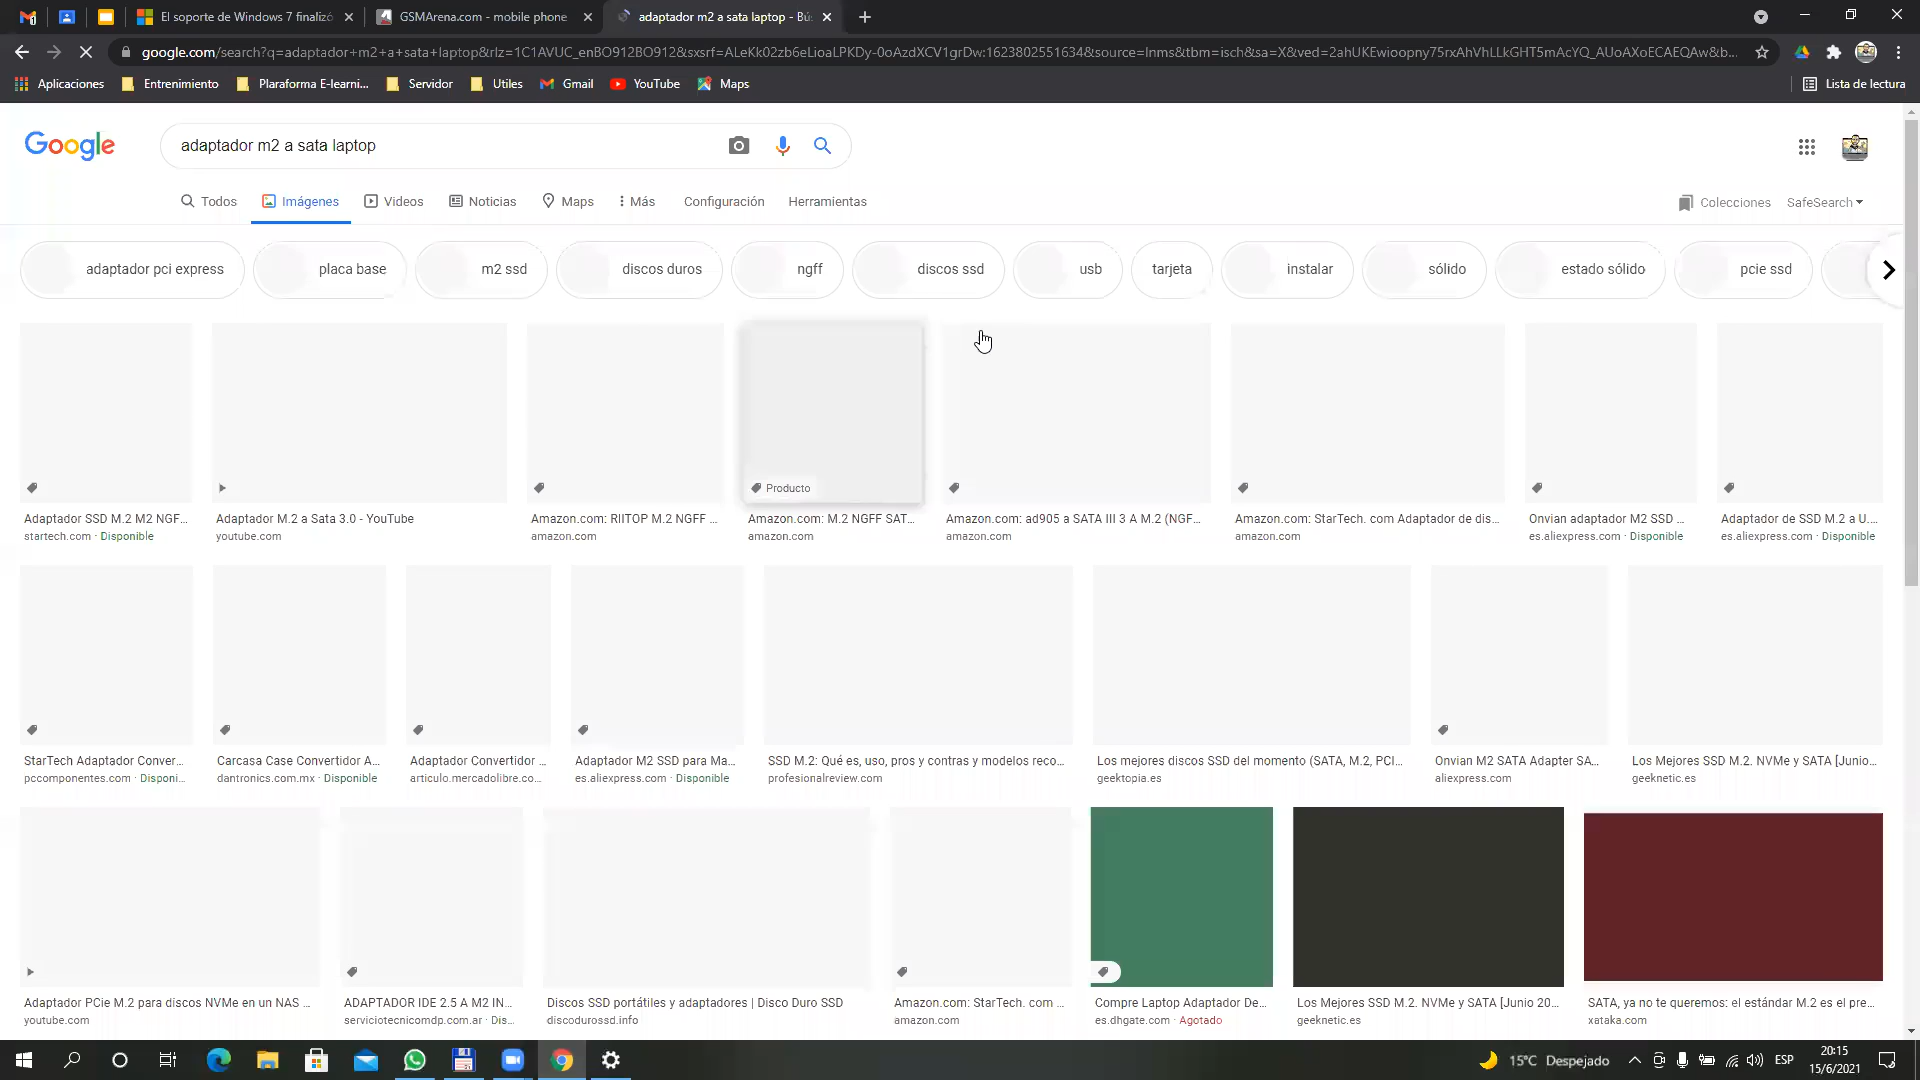 El soporte de Windows 7 finalizó
GSMArena.com - mobile phone
adaptador m2 a sata laptop - Bú
google.com/search?q=adaptador+m2+a+sata+laptop&rlz=1C1AVUC_enBO912BO912&sxsrf=ALeKk02zb6eLioaLPKDy-0oAzdXCV1grDw:1623802551634&source=lnms&tbm=isch&sa=X&ved=2ahUKEwioopny75rxAhVhLLkGHT5mAcYQ_AUoAXoECAEQAw&b...
Aplicaciones
Entrenimiento
Plaraforma E-learni...
Servidor
Utiles
Gmail
YouTube
Maps
Lista de lectura
Google
adaptador m2 a sata laptop
Todos
Imágenes
Videos
Noticias
Maps
Más
Configuración
Herramientas
Colecciones
SafeSearch
adaptador pci express
placa base
m2 ssd
discos duros
ngff
discos ssd
usb
tarjeta
instalar
sólido
estado sólido
pcie ssd
Producto
Adaptador SSD M.2 M2 NGF...
startech.com · Disponible
Adaptador M.2 a Sata 3.0 - YouTube
youtube.com
Amazon.com: RIITOP M.2 NGFF ...
amazon.com
Amazon.com: M.2 NGFF SAT...
amazon.com
Amazon.com: ad905 a SATA III 3 A M.2 (NGF...
amazon.com
Amazon.com: StarTech. com Adaptador de dis...
amazon.com
Onvian adaptador M2 SSD ...
es.aliexpress.com · Disponible
Adaptador de SSD M.2 a U....
es.aliexpress.com · Disponible
StarTech Adaptador Conver...
pccomponentes.com · Disponi...
Carcasa Case Convertidor A...
dantronics.com.mx · Disponible
Adaptador Convertidor ...
articulo.mercadolibre.co...
Adaptador M2 SSD para Ma...
es.aliexpress.com · Disponible
SSD M.2: Qué es, uso, pros y contras y modelos reco...
profesionalreview.com
Los mejores discos SSD del momento (SATA, M.2, PCI...
geektopia.es
Onvian M2 SATA Adapter SA...
aliexpress.com
Los Mejores SSD M.2. NVMe y SATA [Junio...
geeknetic.es
Adaptador PCie M.2 para discos NVMe en un NAS ...
youtube.com
ADAPTADOR IDE 2.5 A M2 IN...
serviciotecnicomdp.com.ar · Dis...
Discos SSD portátiles y adaptadores | Disco Duro SSD
discodurossd.info
Amazon.com: StarTech. com ...
amazon.com
Compre Laptop Adaptador De...
es.dhgate.com · Agotado
Los Mejores SSD M.2. NVMe y SATA [Junio 20...
geeknetic.es
SATA, ya no te queremos: el estándar M.2 es el pre...
xataka.com
15°C Despejado
ESP
20:15
15/6/2021